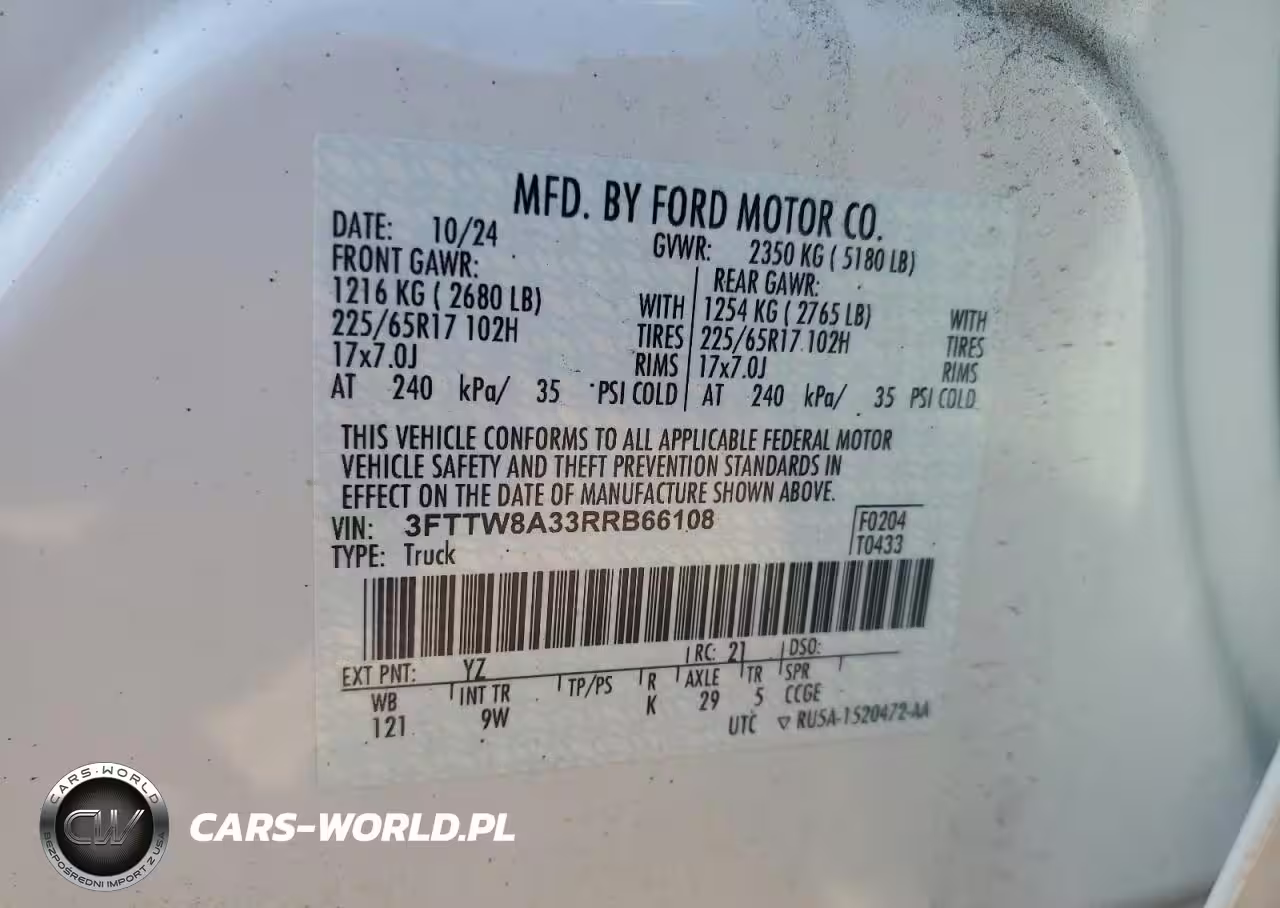 MFD. BY FORD MOTOR CO.
DATE: 10/24
GVWR: 2350 KG ( 5180 LB)
FRONT GAWR:
REAR GAWR:
1216 KG ( 2680 LB) WITH
1254 KG ( 2765 LB) WITH
225/65R17 102H TIRES
225/65R17 102H TIRES
17x7.0J RIMS
17x7.0J RIMS
AT 240 kPa/ 35 PSI COLD
AT 240 kPa/ 35 PSI COLD
THIS VEHICLE CONFORMS TO ALL APPLICABLE FEDERAL MOTOR
VEHICLE SAFETY AND THEFT PREVENTION STANDARDS IN
EFFECT ON THE DATE OF MANUFACTURE SHOWN ABOVE.
VIN: 3FTTW8A33RRB66108
F0204
TYPE: Truck
T0433
EXT PNT: YZ RC: 21 DSO:
WB INT TR TP/PS R AXLE TR SPR
121 9W K 29 5 CCGE
UTC ▽ RU5A-1520472-AA
CARS-WORLD
CW
BEZPOŚREDNI IMPORT Z USA
CARS-WORLD.PL